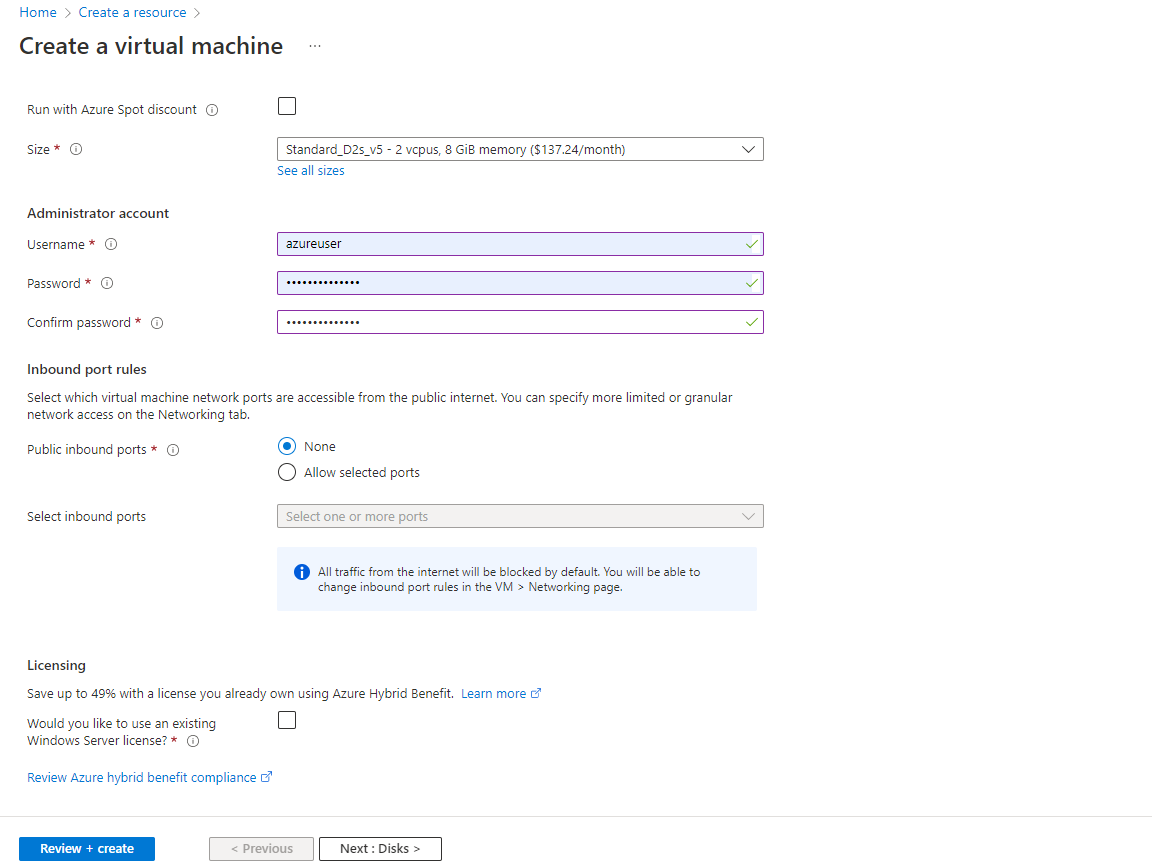 Home > Create a resource >
Create a virtual machine ...
Run with Azure Spot discount
Size *
Standard_D2s_v5 - 2 vcpus, 8 GiB memory ($137.24/month)
See all sizes
Administrator account
Username *
azureuser
Password *
••••••••••••••
Confirm password *
••••••••••••••
Inbound port rules
Select which virtual machine network ports are accessible from the public internet. You can specify more limited or granular
network access on the Networking tab.
Public inbound ports *
None
Allow selected ports
Select inbound ports
Select one or more ports
All traffic from the internet will be blocked by default. You will be able to
change inbound port rules in the VM > Networking page.
Licensing
Save up to 49% with a license you already own using Azure Hybrid Benefit. Learn more
Would you like to use an existing
Windows Server license? *
Review Azure hybrid benefit compliance
Review + create
< Previous
Next : Disks >